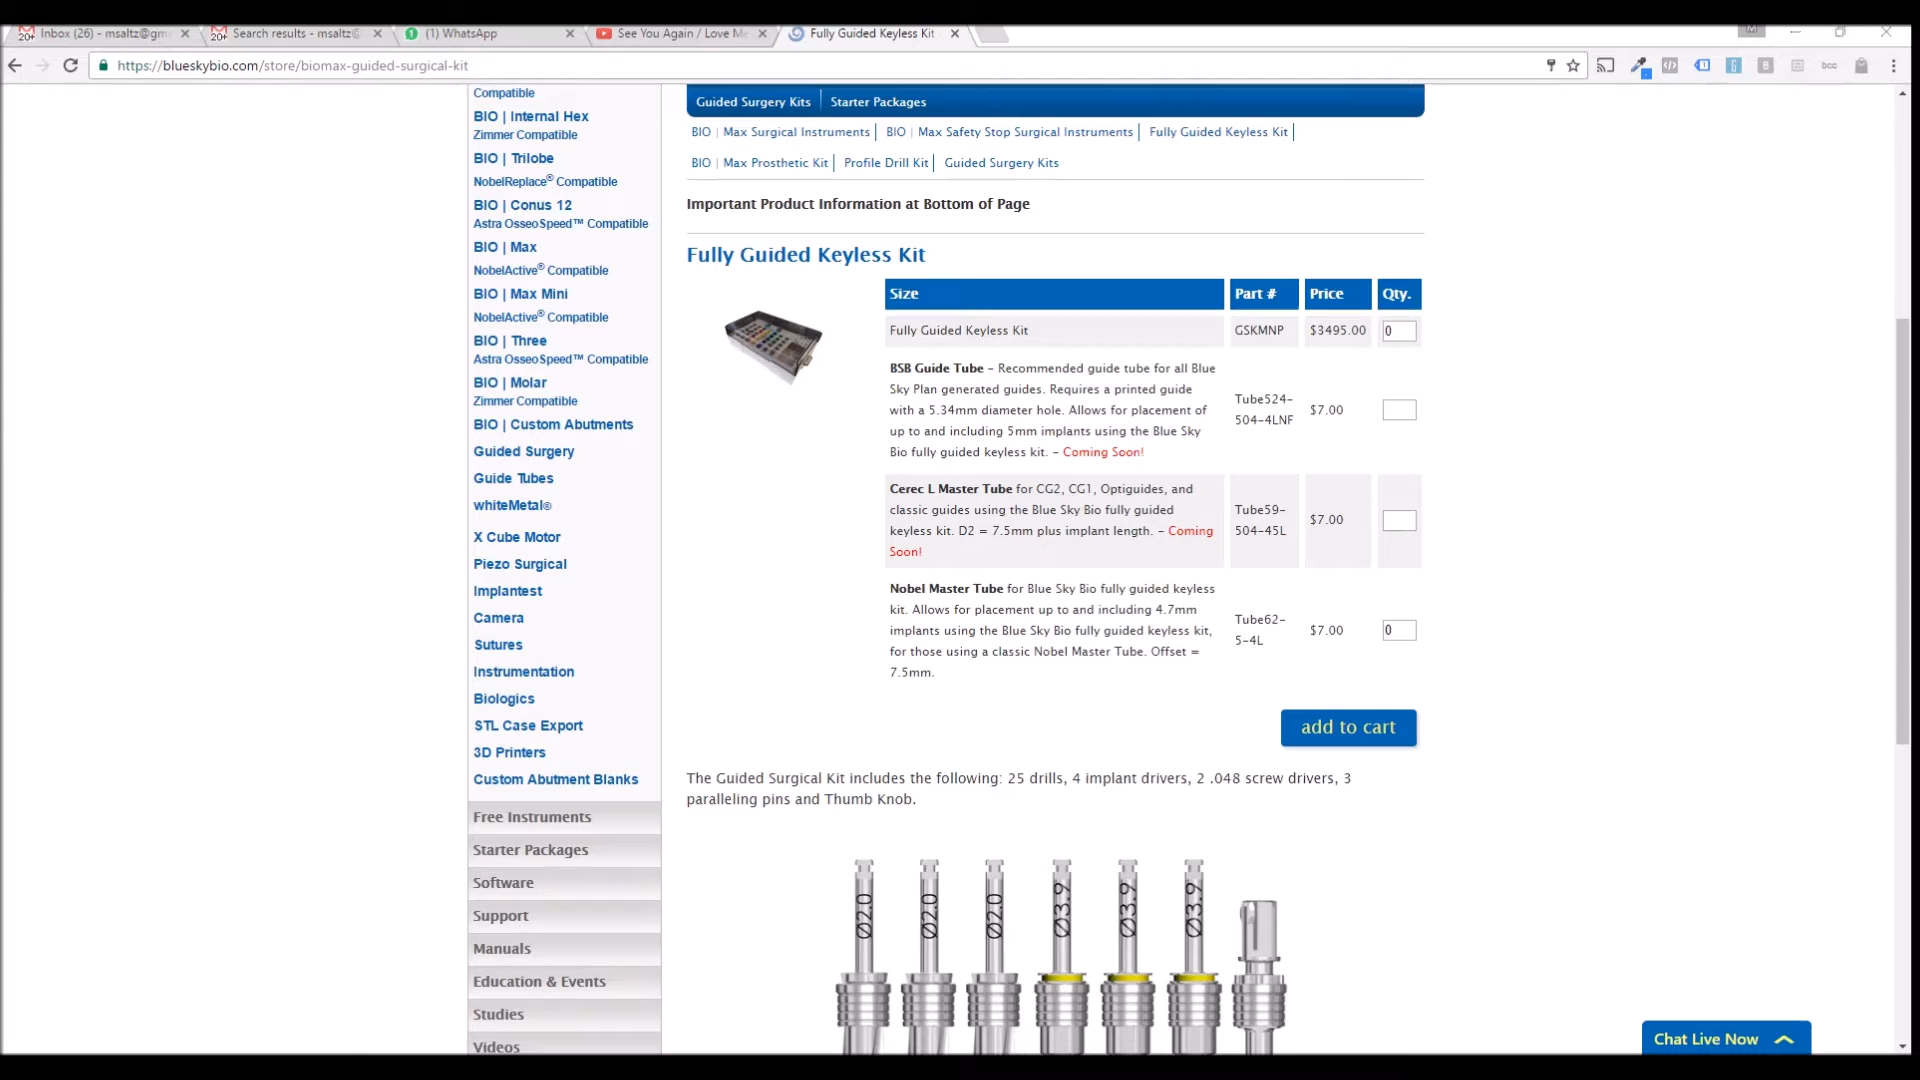 Inbox (26) - msaltz@gm
Search results - msaltz@
(1) WhatsApp
See You Again / Love Me
Fully Guided Keyless Kit
https://blueskybio.com/store/biomax-guided-surgical-kit
Compatible
BIO | Internal Hex
Zimmer Compatible
BIO | Trilobe
NobelReplace® Compatible
BIO | Conus 12
Astra OsseoSpeed™ Compatible
BIO | Max
NobelActive® Compatible
BIO | Max Mini
NobelActive® Compatible
BIO | Three
Astra OsseoSpeed™ Compatible
BIO | Molar
Zimmer Compatible
BIO | Custom Abutments
Guided Surgery
Guide Tubes
whiteMetal®
X Cube Motor
Piezo Surgical
Implantest
Camera
Sutures
Instrumentation
Biologics
STL Case Export
3D Printers
Custom Abutment Blanks
Free Instruments
Starter Packages
Software
Support
Manuals
Education & Events
Studies
Videos
Guided Surgery Kits | Starter Packages
BIO | Max Surgical Instruments | BIO | Max Safety Stop Surgical Instruments | Fully Guided Keyless Kit |
BIO | Max Prosthetic Kit | Profile Drill Kit | Guided Surgery Kits
Important Product Information at Bottom of Page
Fully Guided Keyless Kit
Size Part # Price Qty.
Fully Guided Keyless Kit GSKMNP $3495.00 0
BSB Guide Tube – Recommended guide tube for all Blue
Sky Plan generated guides. Requires a printed guide
with a 5.34mm diameter hole. Allows for placement of
up to and including 5mm implants using the Blue Sky
Bio fully guided keyless kit. – Coming Soon!
Tube524-
504-4LNF
$7.00
Cerec L Master Tube for CG2, CG1, Optiguides, and
classic guides using the Blue Sky Bio fully guided
keyless kit. D2 = 7.5mm plus implant length. – Coming
Soon!
Tube59-
504-45L
$7.00
Nobel Master Tube for Blue Sky Bio fully guided keyless
kit. Allows for placement up to and including 4.7mm
implants using the Blue Sky Bio fully guided keyless kit,
for those using a classic Nobel Master Tube. Offset =
7.5mm.
Tube62-
5-4L
$7.00
0
add to cart
The Guided Surgical Kit includes the following: 25 drills, 4 implant drivers, 2 .048 screw drivers, 3
paralleling pins and Thumb Knob.
Ø2.0 Ø2.0 Ø2.0 Ø3.9 Ø3.9 Ø3.9
Chat Live Now